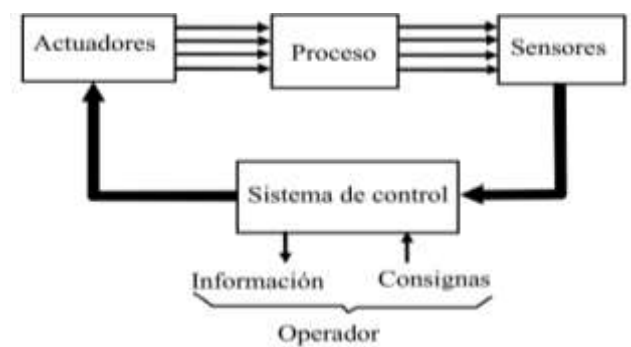 Actuadores
Proceso
Sensores
Sistema de control
Información
Consignas
Operador